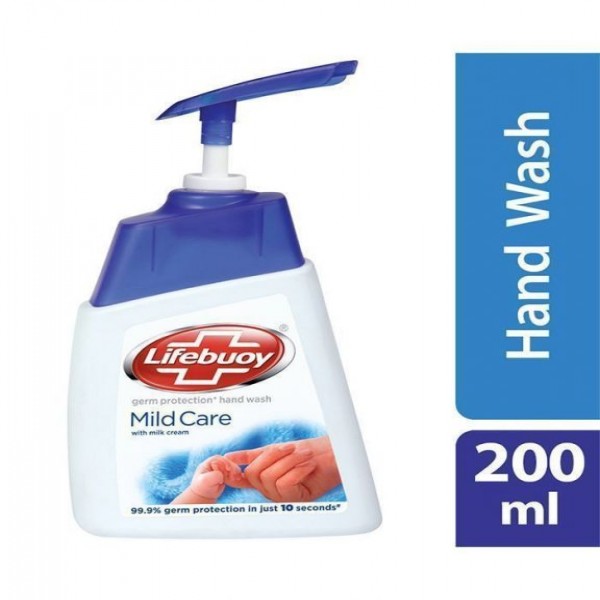 Lifebuoy
®
germ protection* hand wash
Mild Care
with milk cream
99.9% germ protection in just 10 seconds*
Hand Wash
200
ml